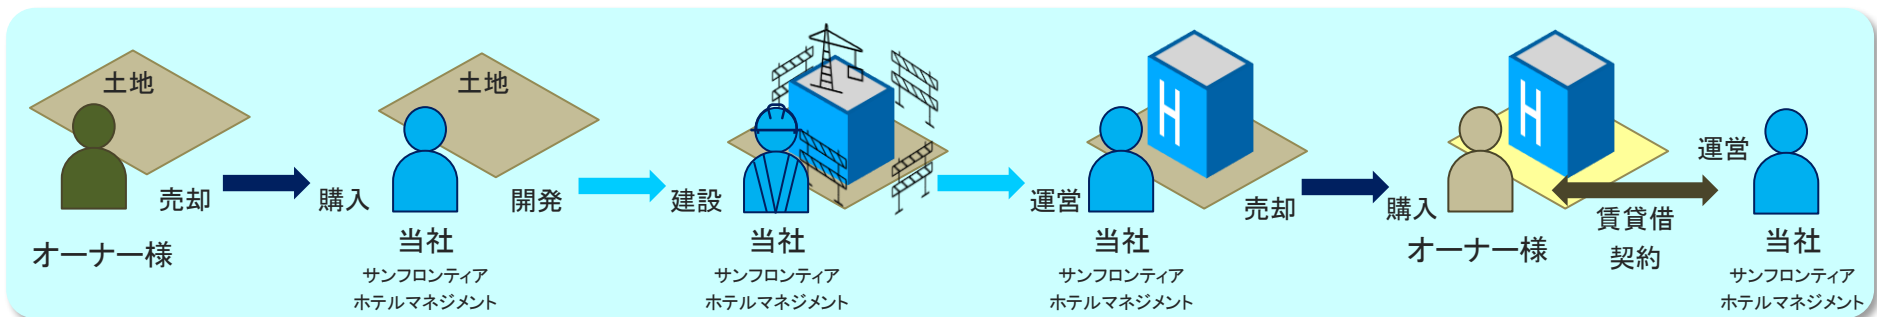 土地
売却
オーナー様
土地
購入
当社
サンフロンティア
ホテルマネジメント
開発
建設
当社
サンフロンティア
ホテルマネジメント
H
運営
当社
サンフロンティア
ホテルマネジメント
売却
H
購入
オーナー様
賃貸借
契約
運営
当社
サンフロンティア
ホテルマネジメント